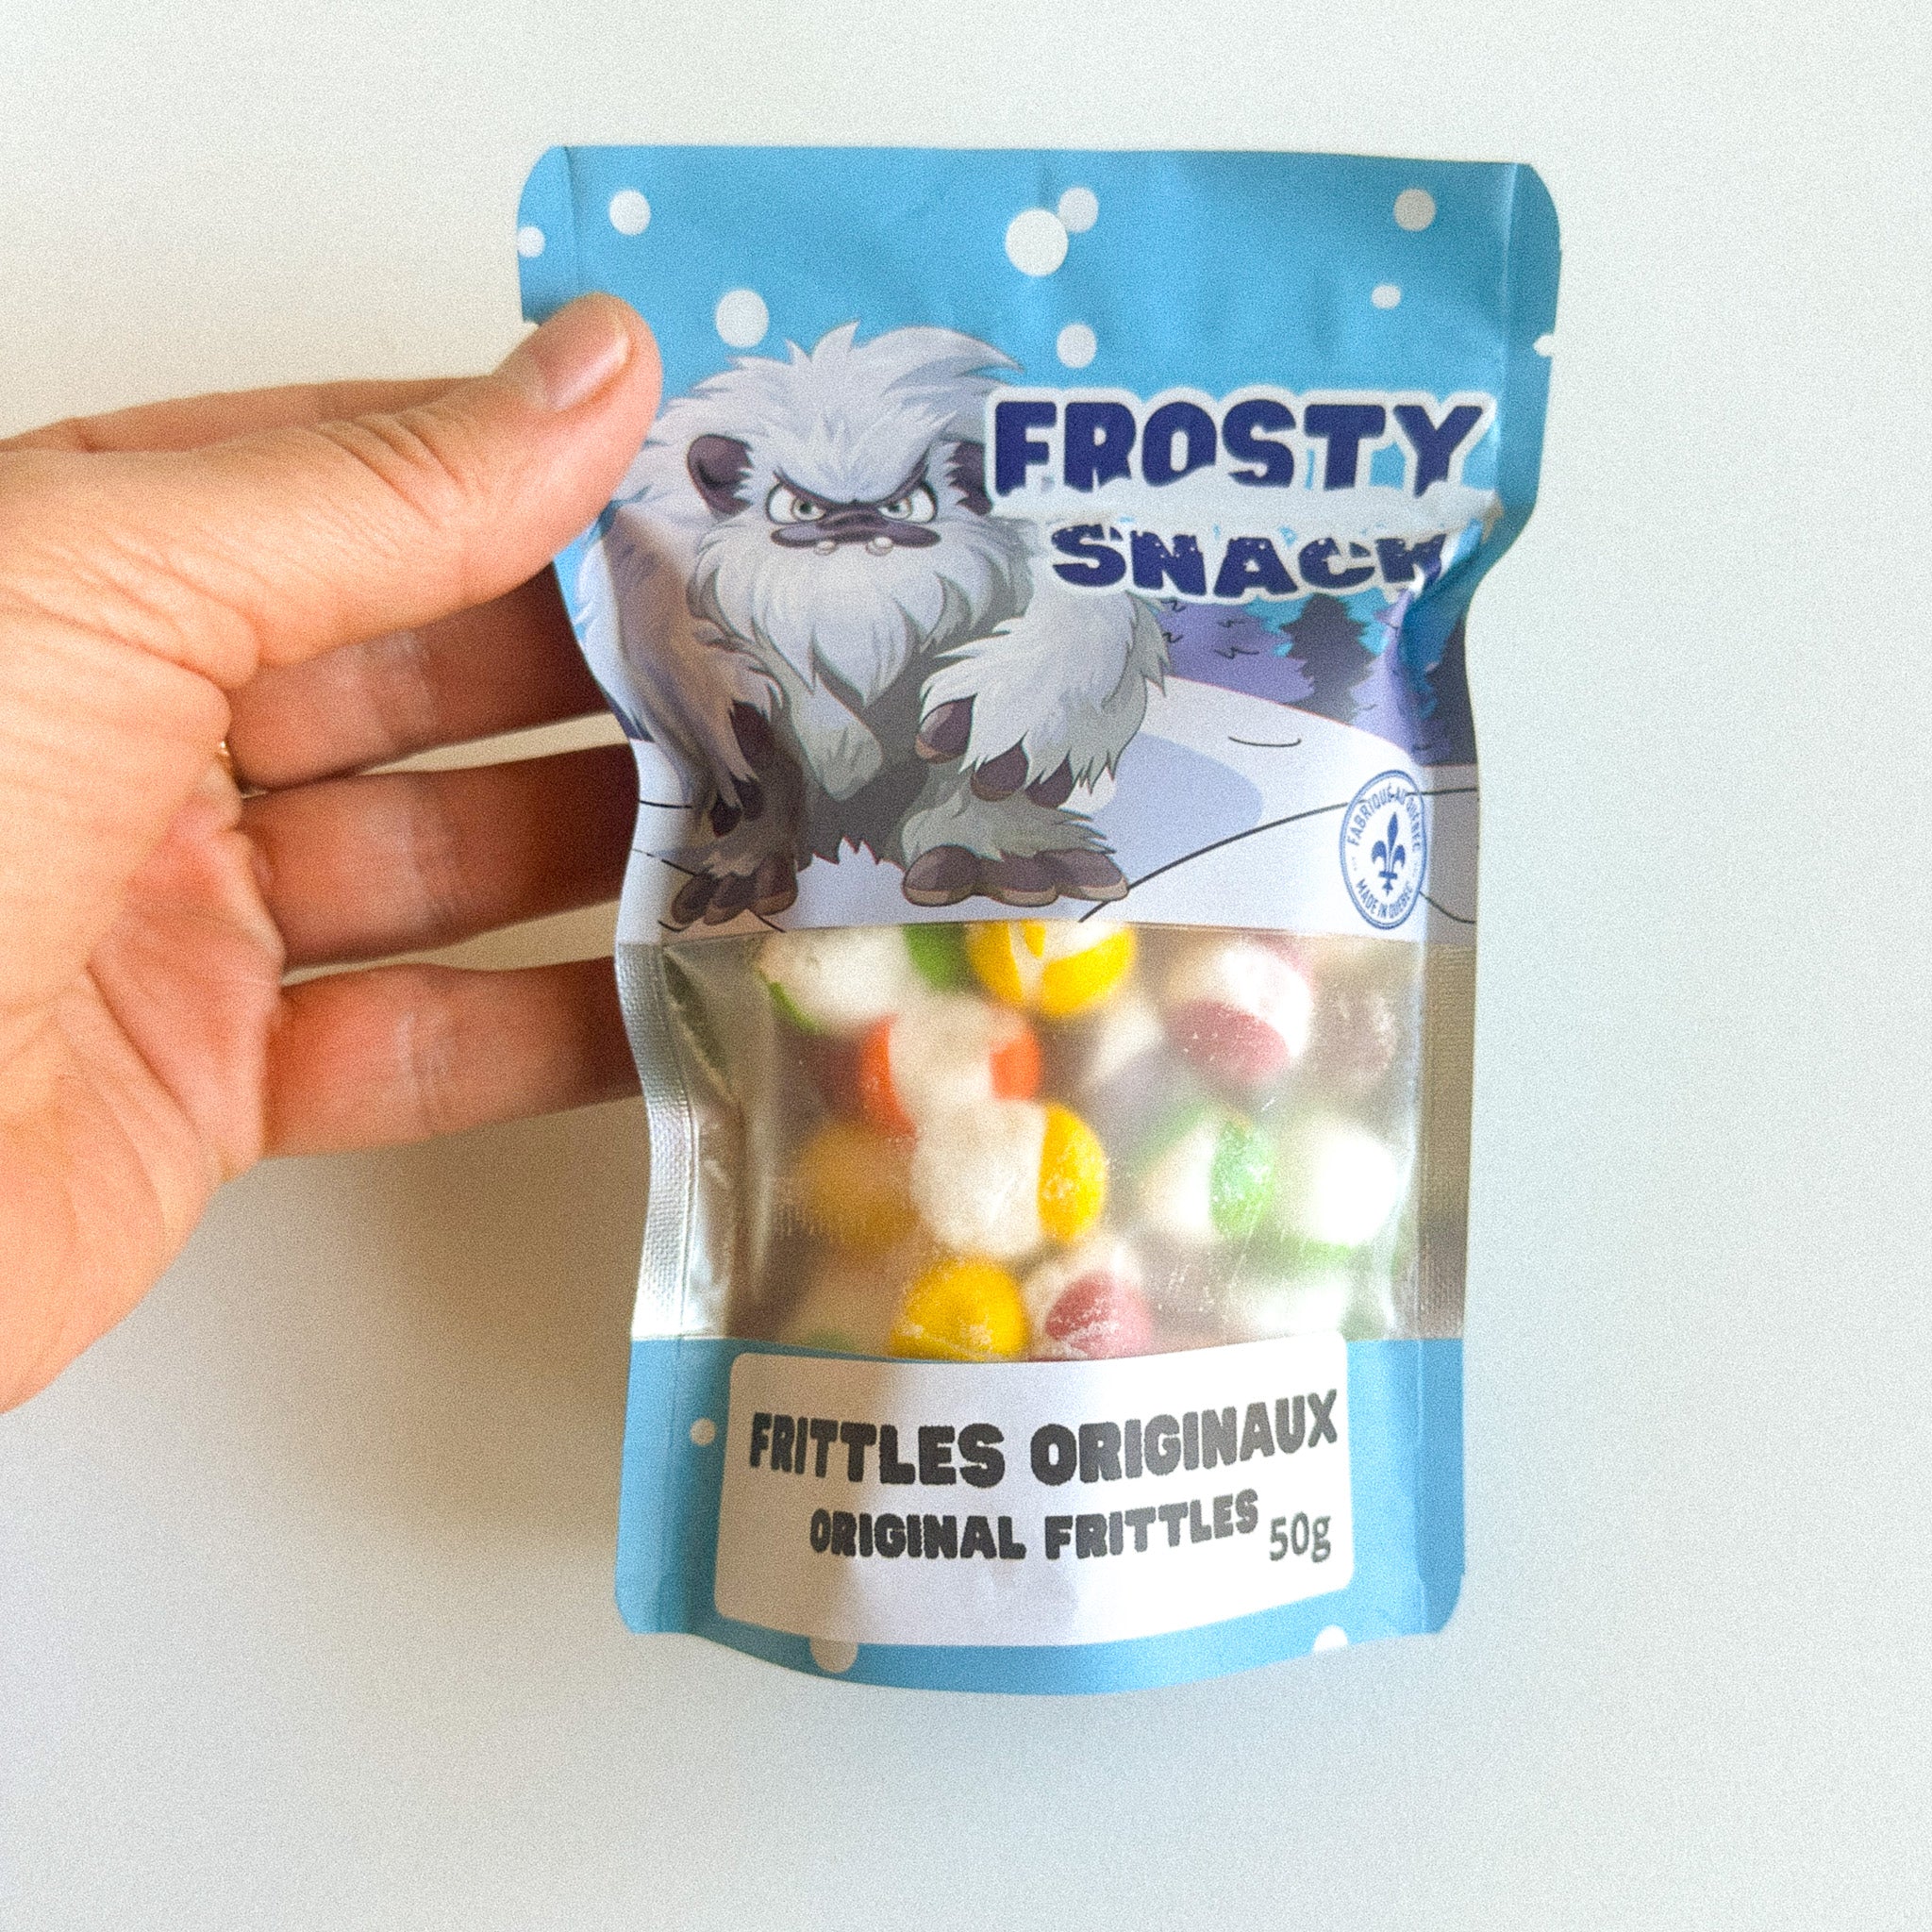 FROSTY
SNACK
FABRIQUÉ AU QUÉBEC
MADE IN QUEBEC
FRITTLES ORIGINAUX
ORIGINAL FRITTLES 50g